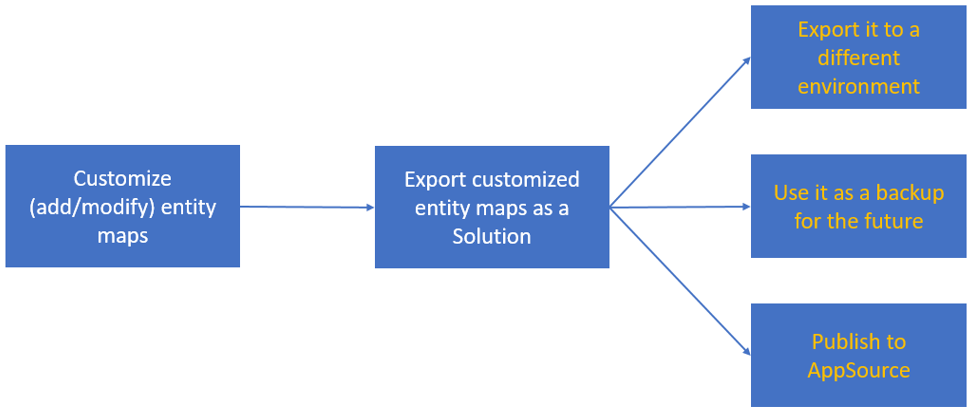 Customize
(add/modify) entity
maps
Export customized
entity maps as a
Solution
Export it to a
different
environment
Use it as a backup
for the future
Publish to
AppSource